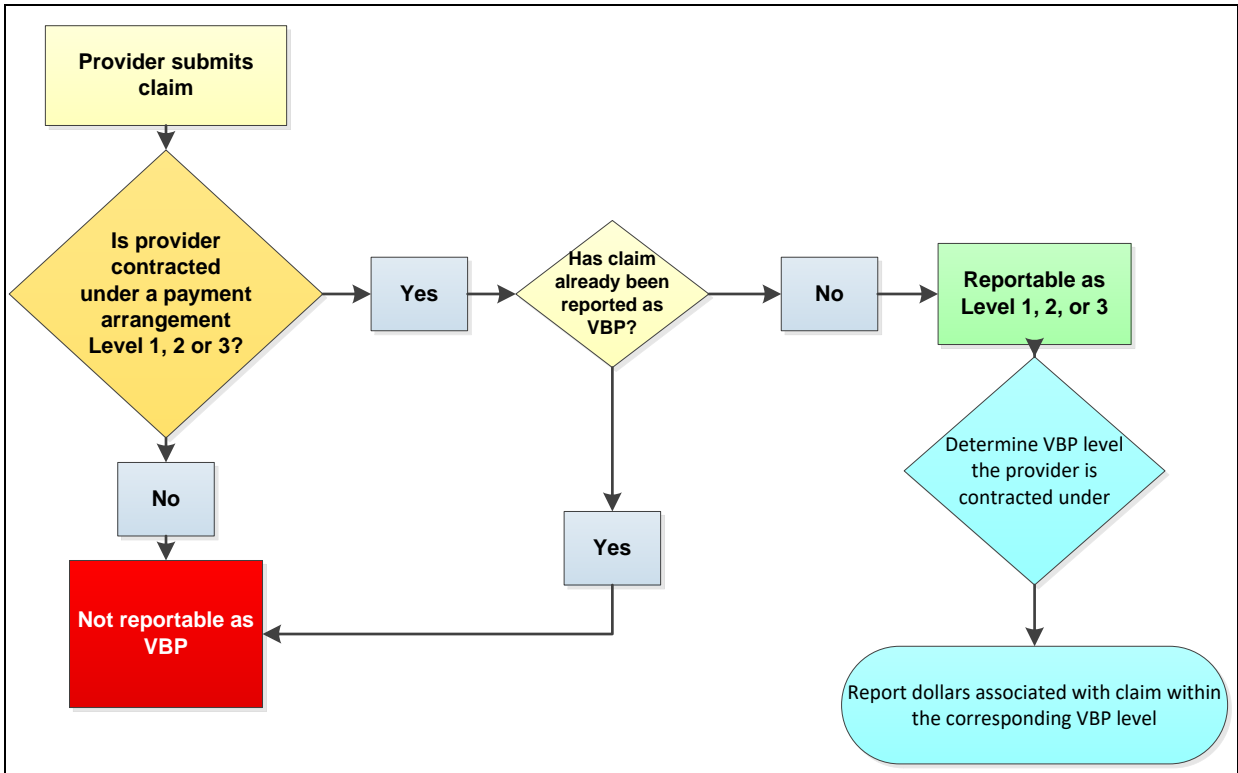 Provider submits
claim
Is provider
contracted
under a payment
arrangement
Level 1, 2 or 3?
Yes
Has claim
already been
reported as
VBP?
No
Reportable as
Level 1, 2, or 3
Determine VBP level
the provider is
contracted under
No
Yes
Not reportable as
VBP
Report dollars associated with claim within
the corresponding VBP level